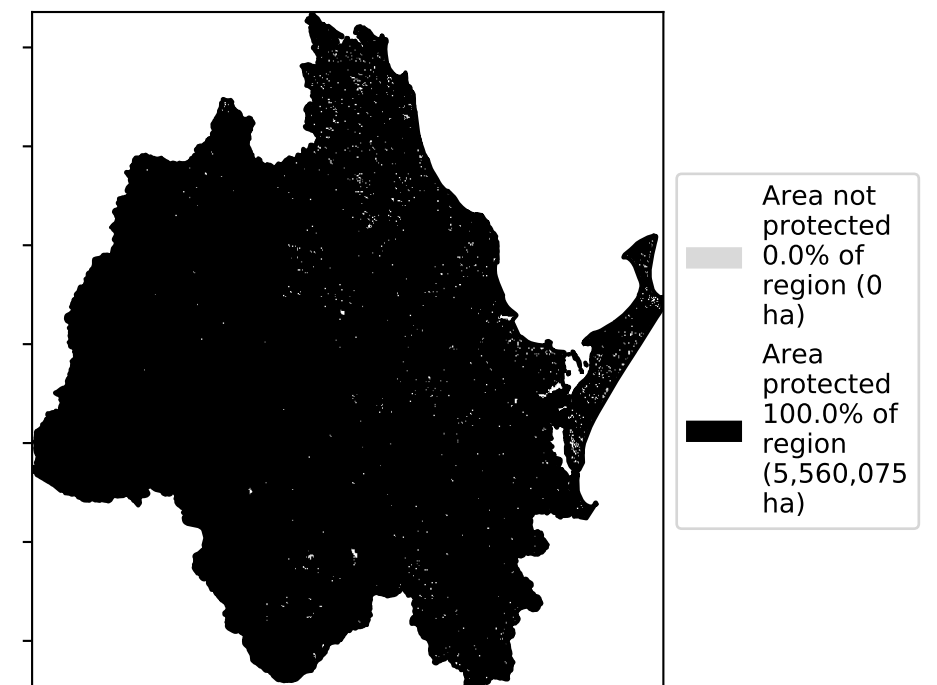 Area not
protected
0.0% of
region (0
ha)
Area
protected
100.0% of
region
(5,560,075
ha)